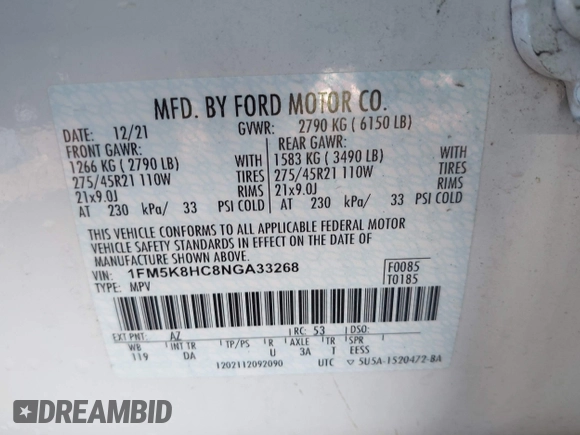 MFD. BY FORD MOTOR CO.
DATE: 12/21 GVWR: 2790 KG ( 6150 LB)
FRONT GAWR: REAR GAWR:
1266 KG ( 2790 LB) WITH 1583 KG ( 3490 LB) WITH
275/45R21 110W TIRES 275/45R21 110W TIRES
21x9.0J RIMS 21x9.0J RIMS
AT 230 kPa/ 33 PSI COLD AT 230 kPa/ 33 PSI COLD
THIS VEHICLE CONFORMS TO ALL APPLICABLE FEDERAL MOTOR
VEHICLE SAFETY STANDARDS IN EFFECT ON THE DATE OF
MANUFACTURE SHOWN ABOVE.
VIN: 1FM5K8HC8NGA33268 F0085
TYPE: MPV T0185
EXT PNT: AZ RC: 53 DSO:
WB INT TR TP/PS R AXLE TR SPR
119 DA U 3A T EESS
1202112092090 UTC 5U5A-1520472-BA
DREAMBID